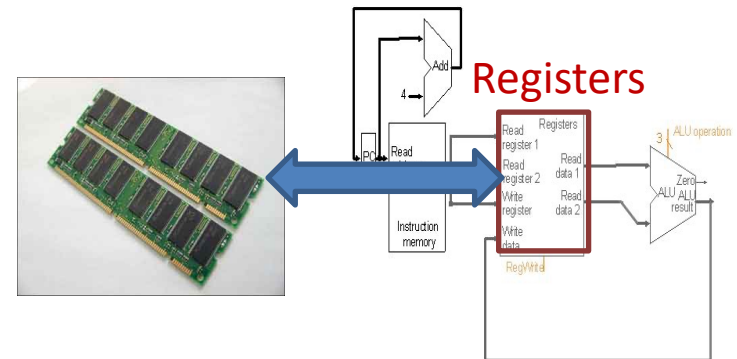 Registers
Add
4
PC
Read
Instruction
memory
Registers
Read
register 1
Read
register 2
Write
register
Write
data
Read
data 1
Read
data 2
RegWrite
3
ALU operation
Zero
ALU
ALU
result